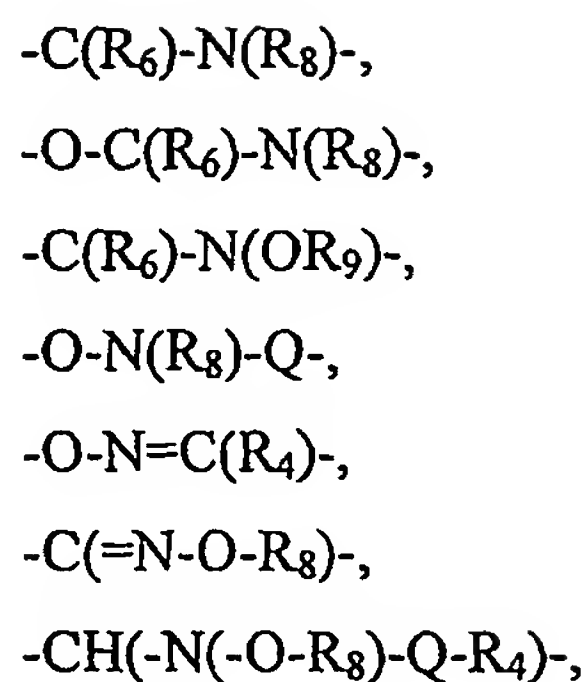 -C(R₆)-N(R₈)-,
-O-C(R₆)-N(R₈)-,
-C(R₆)-N(OR₉)-,
-O-N(R₈)-Q-,
-O-N=C(R₄)-,
-C(=N-O-R₈)-,
-CH(-N(-O-R₈)-Q-R₄)-,